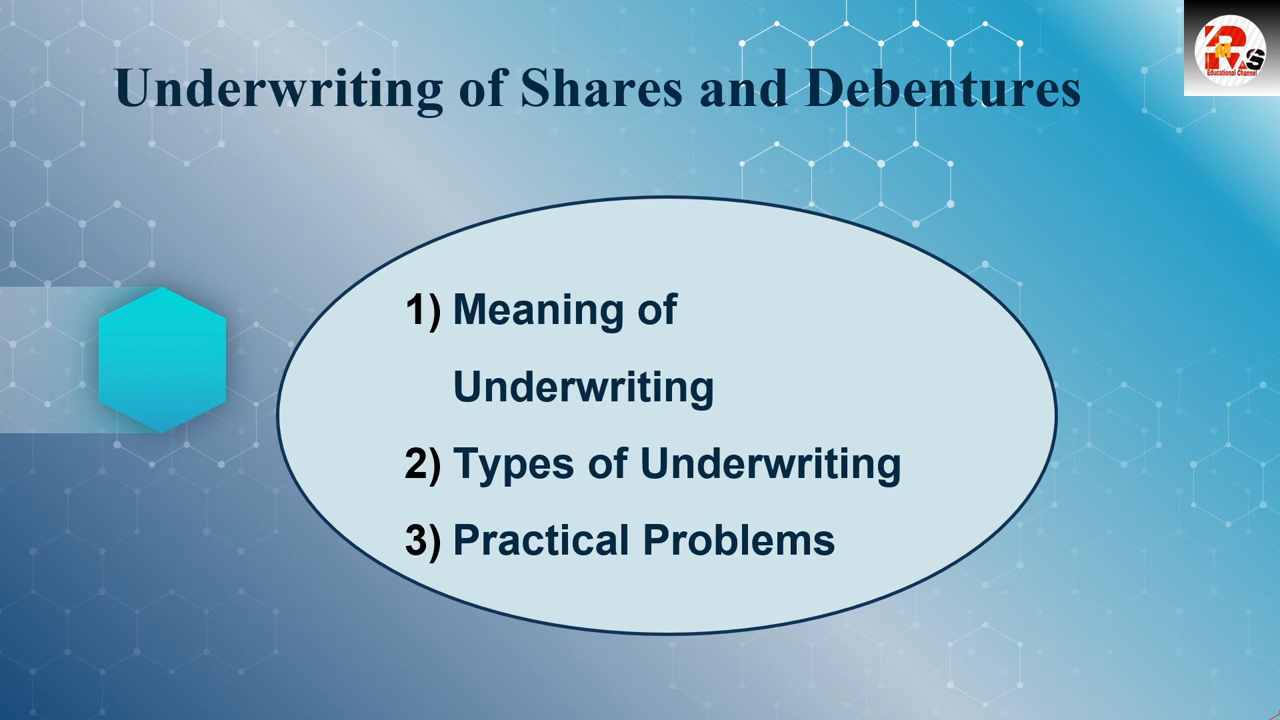 Underwriting of Shares and Debentures
1) Meaning of
Underwriting
2) Types of Underwriting
3) Practical Problems
Educational Channel